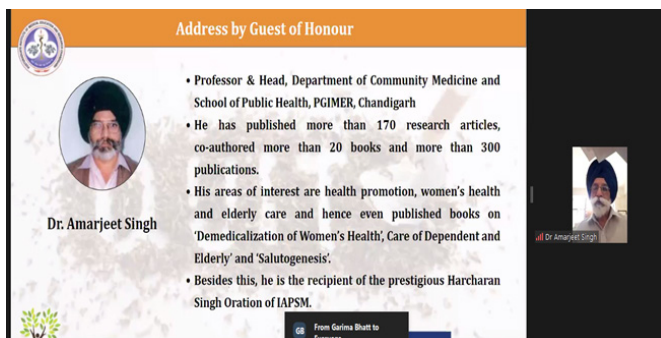 Address by Guest of Honour
• Professor & Head, Department of Community Medicine and
School of Public Health, PGIMER, Chandigarh
• He has published more than 170 research articles,
co-authored more than 20 books and more than 300
publications.
• His areas of interest are health promotion, women's health
and elderly care and hence even published books on
'Demedicalization of Women's Health', Care of Dependent and
Elderly' and 'Salutogenesis'.
• Besides this, he is the recipient of the prestigious Harcharan
Singh Oration of IAPSM.
Dr. Amarjeet Singh
Dr Amarjeet Singh
GB
From Garima Bhatt to